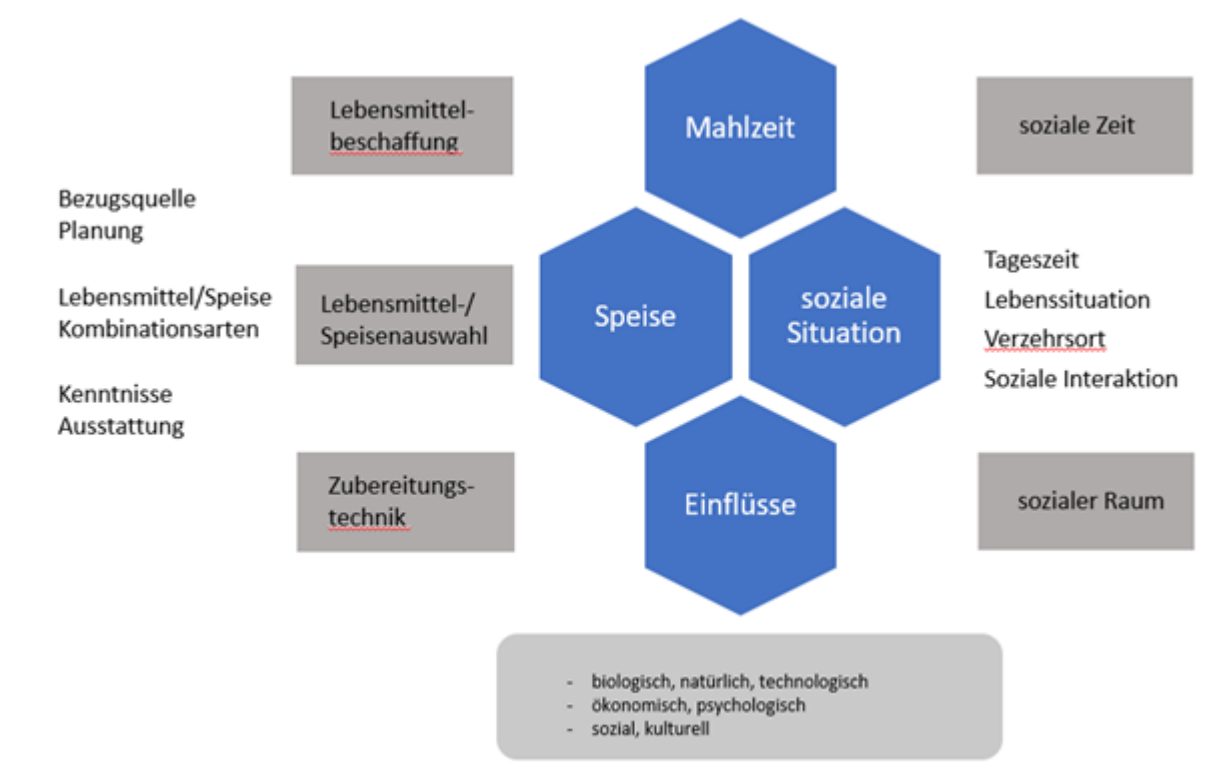 Lebensmittel-
beschaffung
Mahlzeit
soziale Zeit
Bezugsquelle
Planung
Lebensmittel/Speise
Kombinationsarten
Kenntnisse
Ausstattung
Lebensmittel-/
Speisenauswahl
Speise
soziale
Situation
Tageszeit
Lebenssituation
Verzehrsort
Soziale Interaktion
Zubereitungs-
technik
Einflüsse
sozialer Raum
- biologisch, natürlich, technologisch
- ökonomisch, psychologisch
- sozial, kulturell